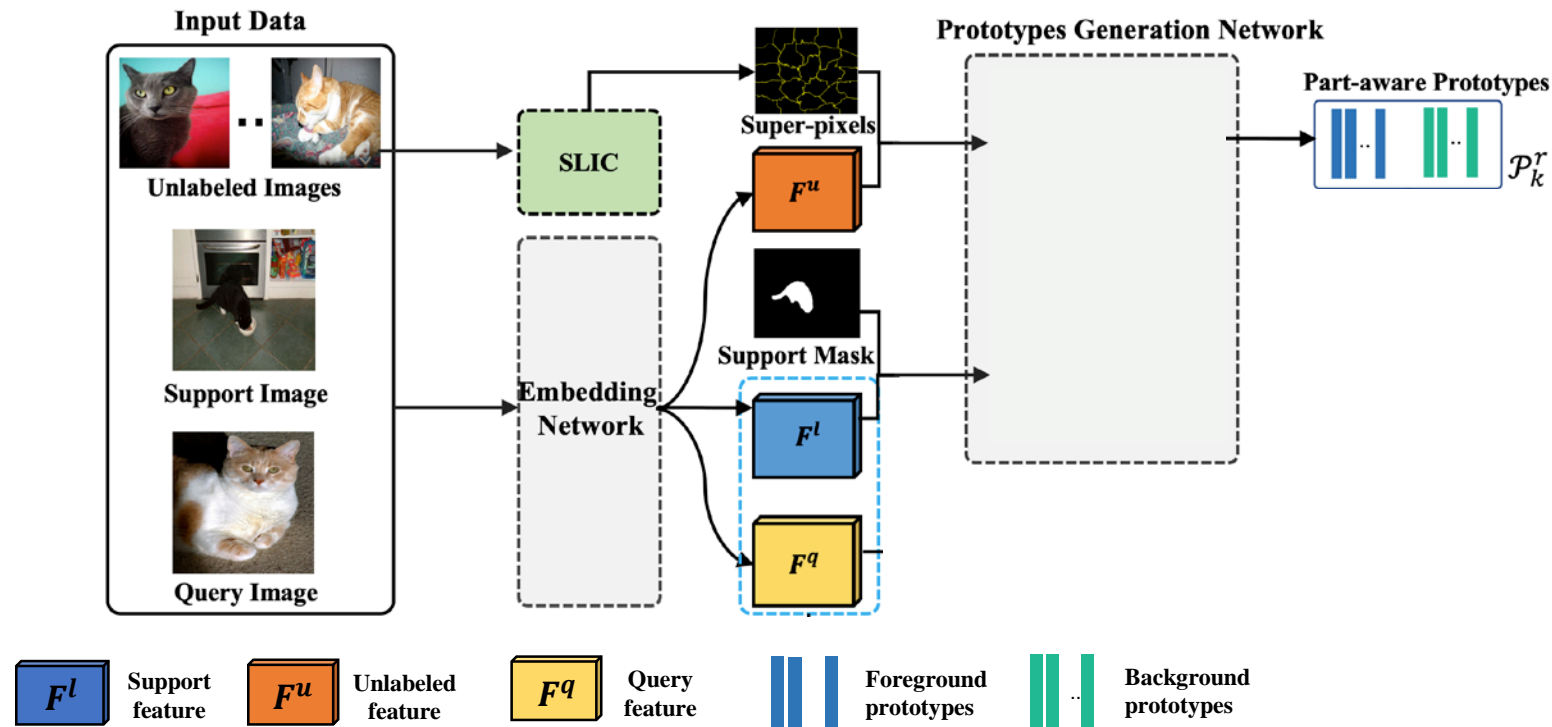 Input Data
Unlabeled Images
Support Image
Query Image
SLIC
Embedding
Network
Super-pixels
F^u
Support Mask
F^l
F^q
Prototypes Generation Network
Part-aware Prototypes
..
..
𝒫_k^r
F^l
Support
feature
F^u
Unlabeled
feature
F^q
Query
feature
Foreground
prototypes
..
Background
prototypes